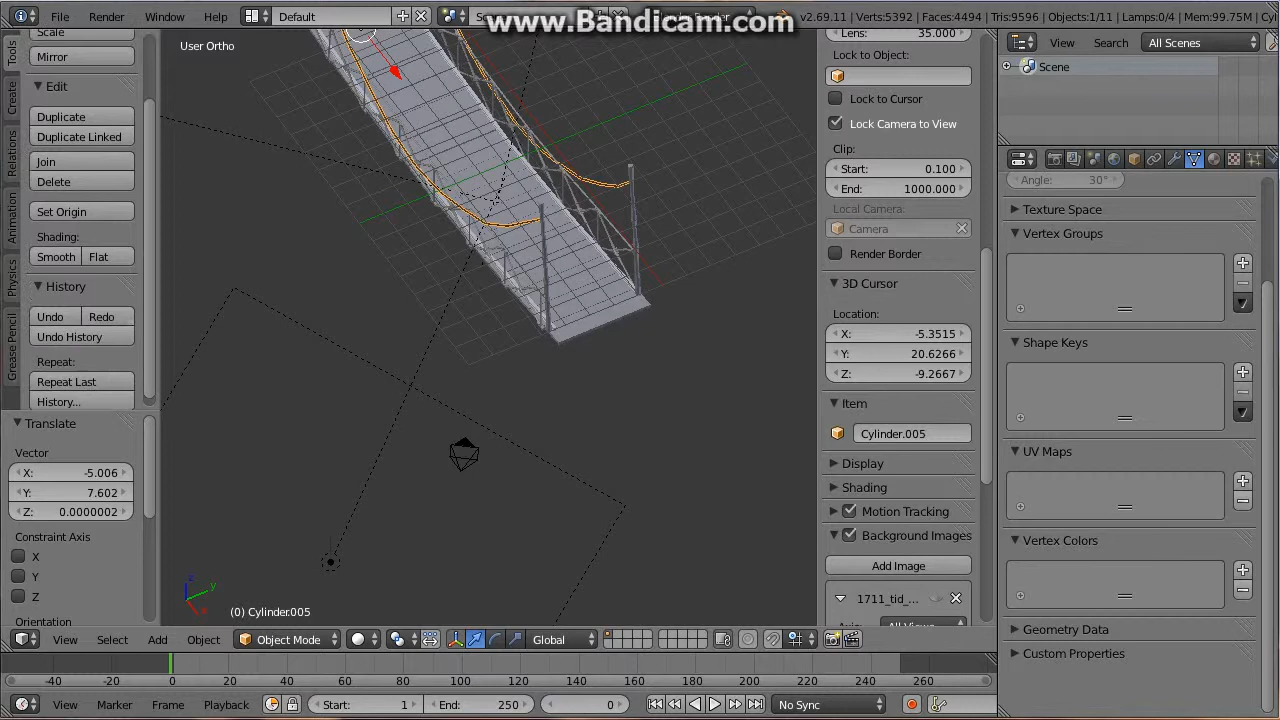 www.Bandicam.com
File
Render
Window
Help
Default
v2.69.11 | Verts:5392 | Faces:4494 | Tris:9596 | Objects:1/11 | Lamps:0/4 | Mem:99.75M | Cy
Tools
Create
Relations
Animation
Physics
Grease Pencil
Scale
Mirror
Edit
Duplicate
Duplicate Linked
Join
Delete
Set Origin
Shading:
Smooth
Flat
History
Undo
Redo
Undo History
Repeat:
Repeat Last
History...
Translate
Vector
X: -5.006
Y: 7.602
Z: 0.0000002
Constraint Axis
X
Y
Z
Orientation
User Ortho
(0) Cylinder.005
Lens: 35.000
Lock to Object:
Lock to Cursor
Lock Camera to View
Clip:
Start: 0.100
End: 1000.000
Local Camera:
Camera
Render Border
3D Cursor
Location:
X: -5.3515
Y: 20.6266
Z: -9.2667
Item
Cylinder.005
Display
Shading
Motion Tracking
Background Images
Add Image
1711_tid_...
View
Search
All Scenes
Scene
Angle: 30°
Texture Space
Vertex Groups
Shape Keys
UV Maps
Vertex Colors
Geometry Data
Custom Properties
View
Select
Add
Object
Object Mode
Global
-40 -20 0 20 40 60 80 100 120 140 160 180 200 220 240 260
View
Marker
Frame
Playback
Start: 1
End: 250
0
No Sync